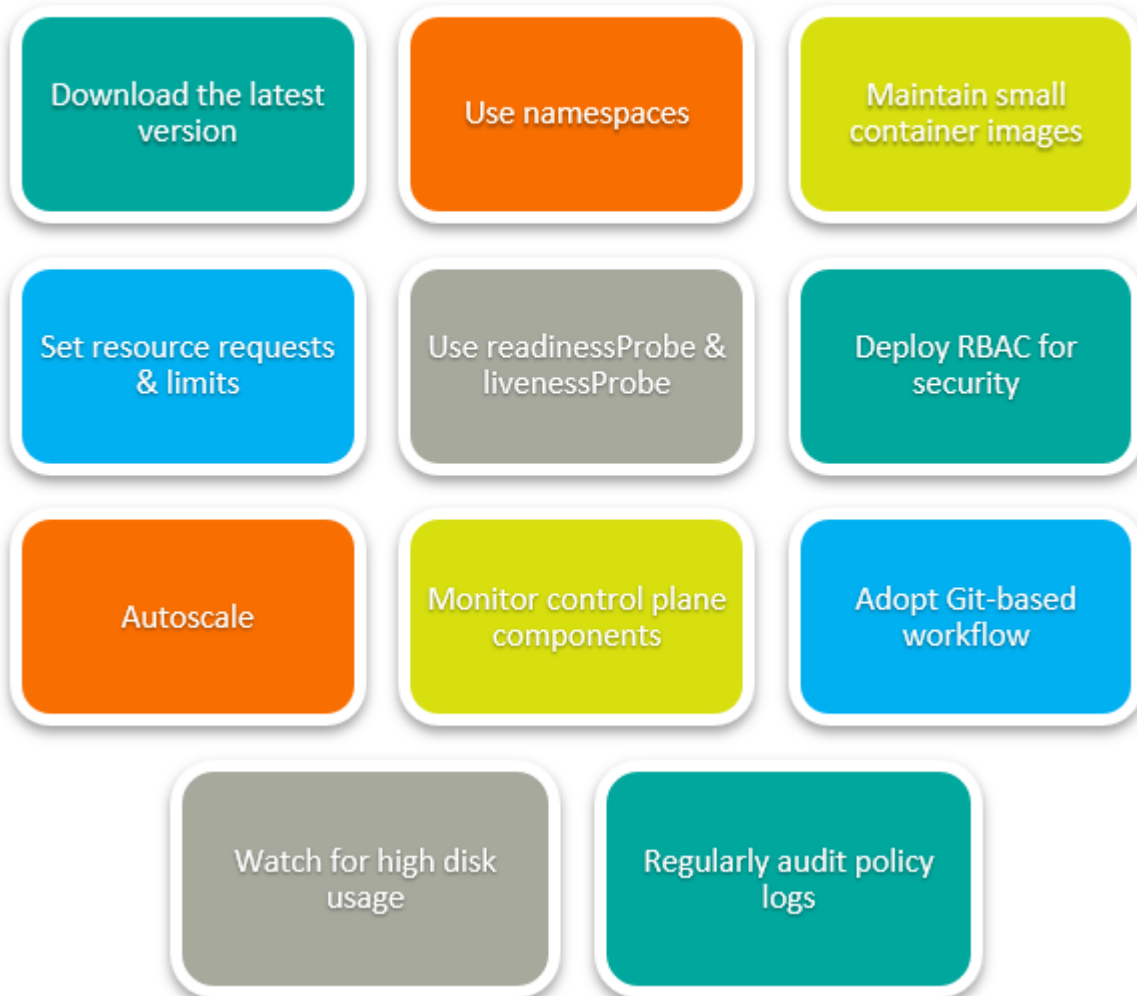 Download the latest
version
Use namespaces
Maintain small
container images
Set resource requests
& limits
Use readinessProbe &
livenessProbe
Deploy RBAC for
security
Autoscale
Monitor control plane
components
Adopt Git-based
workflow
Watch for high disk
usage
Regularly audit policy
logs